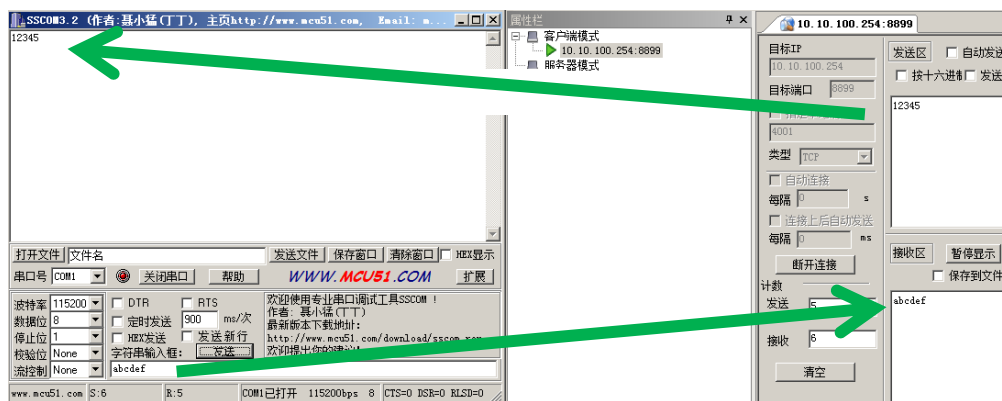 SSCOM3.2 (作者:聂小猛(丁丁), 主页http://www.mcu51.com, Email: m...
12345
打开文件 文件名 发送文件 保存窗口 清除窗口 HEX显示
串口号 COM1 关闭串口 帮助 WWW.MCU51.COM 扩展
波特率 115200 DTR RTS
数据位 8 定时发送 900 ms/次
停止位 1 HEX发送 发送新行
校验位 None 字符串输入框: 发送
流控制 None abcdef
欢迎使用专业串口调试工具SSCOM !
作者: 聂小猛(丁丁)
最新版本下载地址:
http://www.mcu51.com/download/sscom.rar
欢迎提出你的建议!
www.mcu51.com S:6 R:5 COM1已打开 115200bps 8 CTS=0 DSR=0 RLSD=0
属性栏
客户端模式
10.10.100.254:8899
服务器模式
10.10.100.254:8899
目标IP
10.10.100.254
目标端口 8899
4001
类型 TCP
自动连接
每隔 0 s
连接上后自动发送
每隔 0 ms
断开连接
计数
发送 5
接收 6
清空
发送区 自动发送
按十六进制 发送
12345
接收区 暂停显示
保存到文件
abcdef